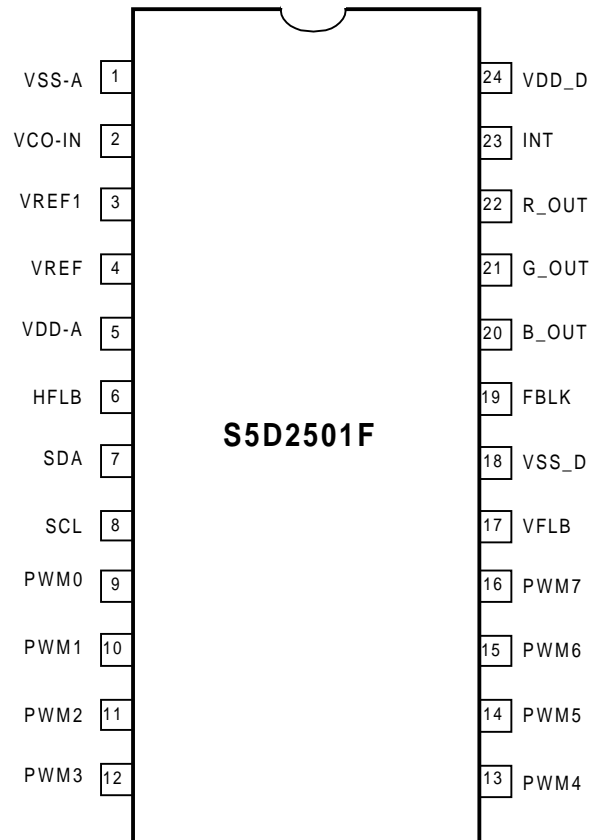 VSS-A 1 24 VDD_D
VCO-IN 2 23 INT
VREF1 3 22 R_OUT
VREF 4 21 G_OUT
VDD-A 5 20 B_OUT
HFLB 6 19 FBLK
S5D2501F
SDA 7 18 VSS_D
SCL 8 17 VFLB
PWM0 9 16 PWM7
PWM1 10 15 PWM6
PWM2 11 14 PWM5
PWM3 12 13 PWM4